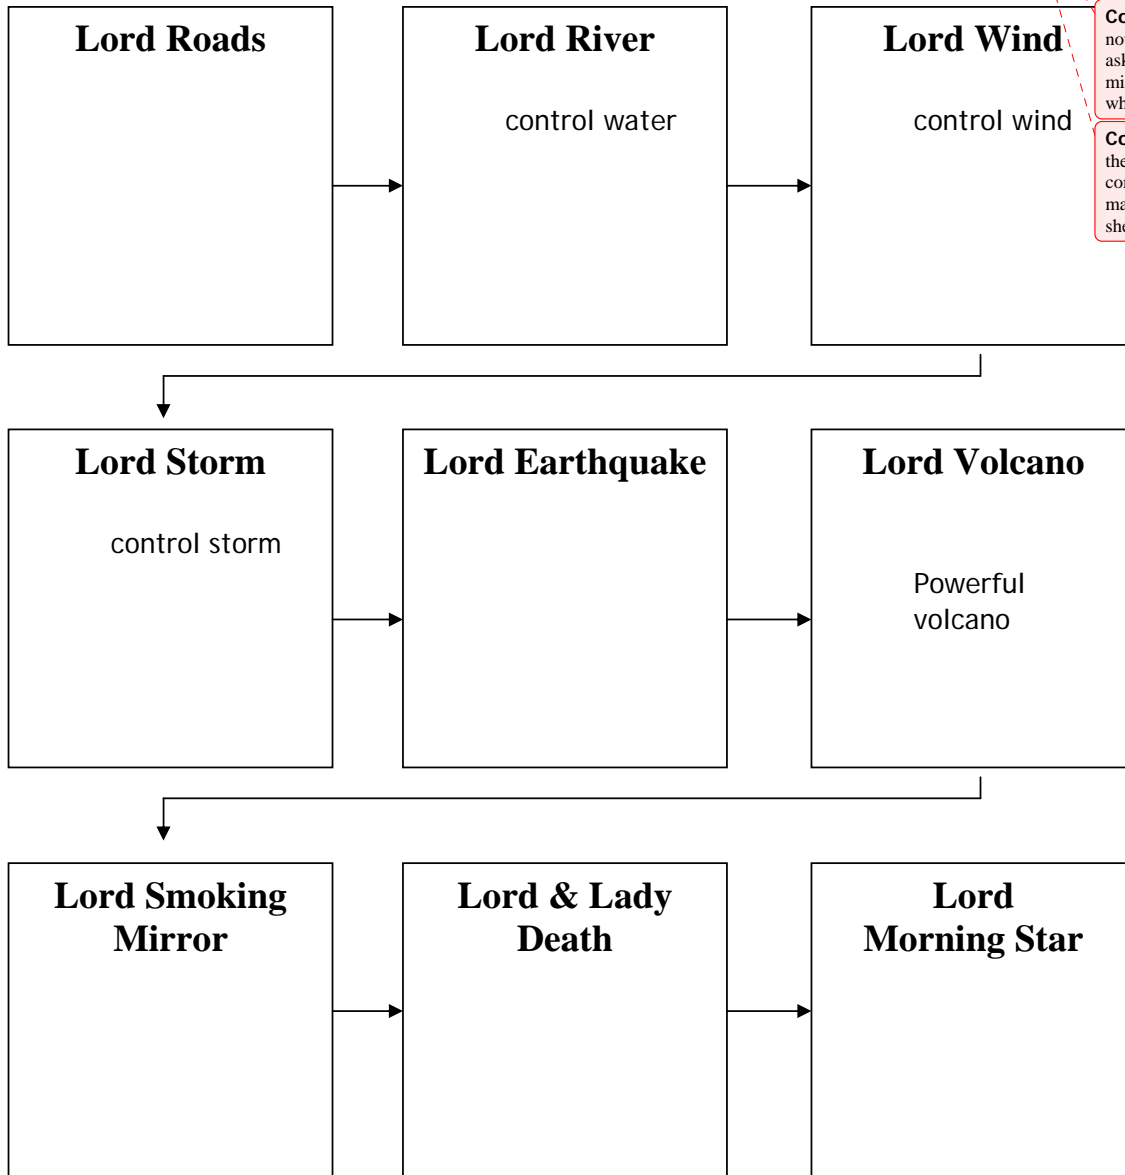 Lord Roads
Lord River
control water
Lord Wind
control wind
Lord Storm
control storm
Lord Earthquake
Lord Volcano
Powerful
volcano
Lord Smoking
Mirror
Lord & Lady
Death
Lord
Morning Star